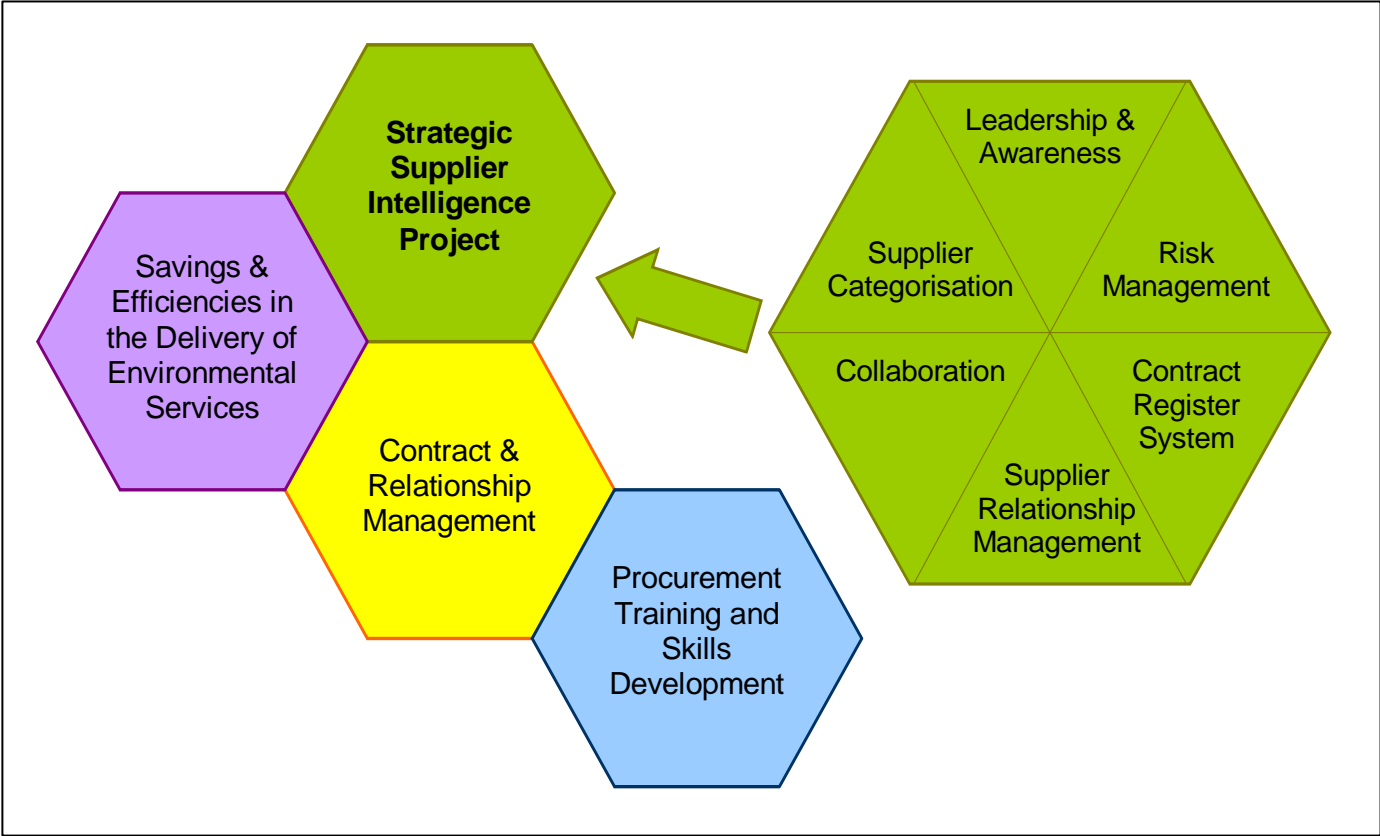 Strategic
Supplier
Intelligence
Project
Savings &
Efficiencies in
the Delivery of
Environmental
Services
Contract &
Relationship
Management
Procurement
Training and
Skills
Development
Leadership &
Awareness
Supplier
Categorisation
Risk
Management
Collaboration
Contract
Register
System
Supplier
Relationship
Management